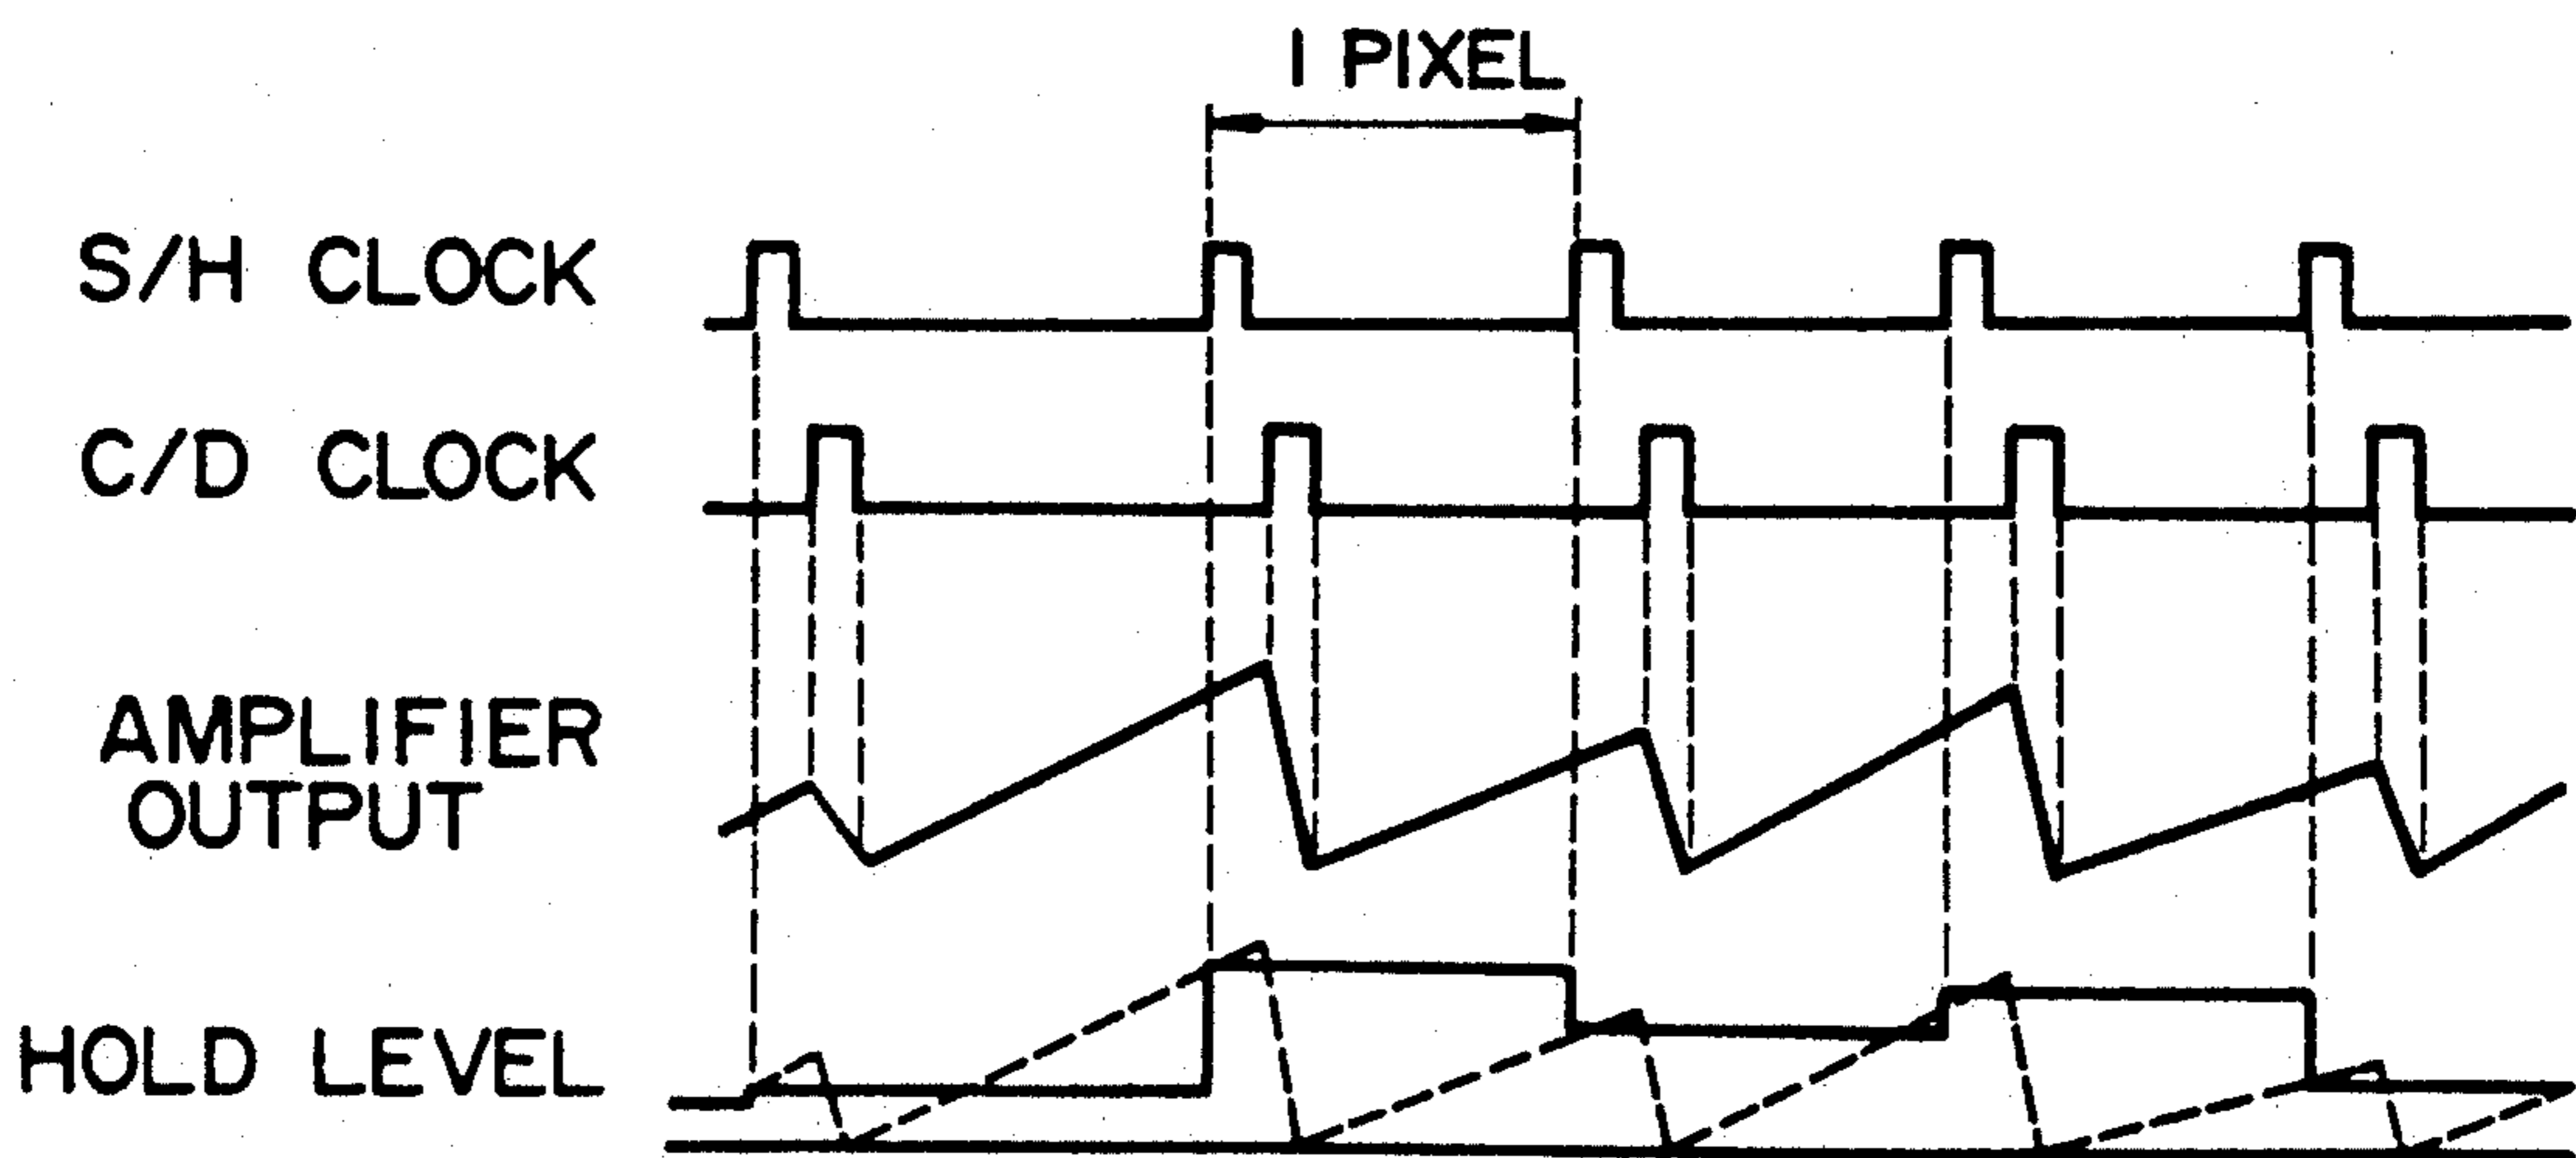 1 PIXEL
S/H CLOCK
C/D CLOCK
AMPLIFIER
OUTPUT
HOLD LEVEL